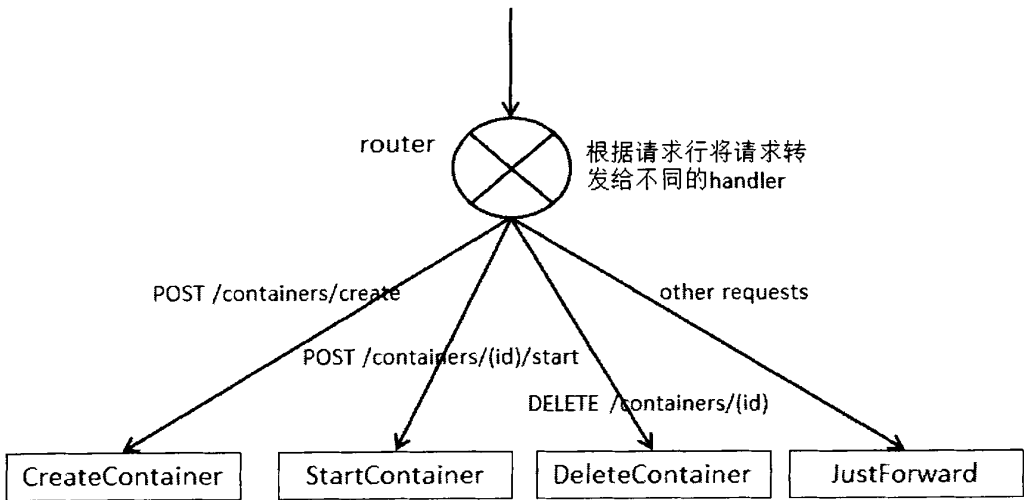 router
根据请求行将请求转
发给不同的handler
POST /containers/create
other requests
POST /containers/(id)/start
DELETE /containers/(id)
CreateContainer
StartContainer
DeleteContainer
JustForward